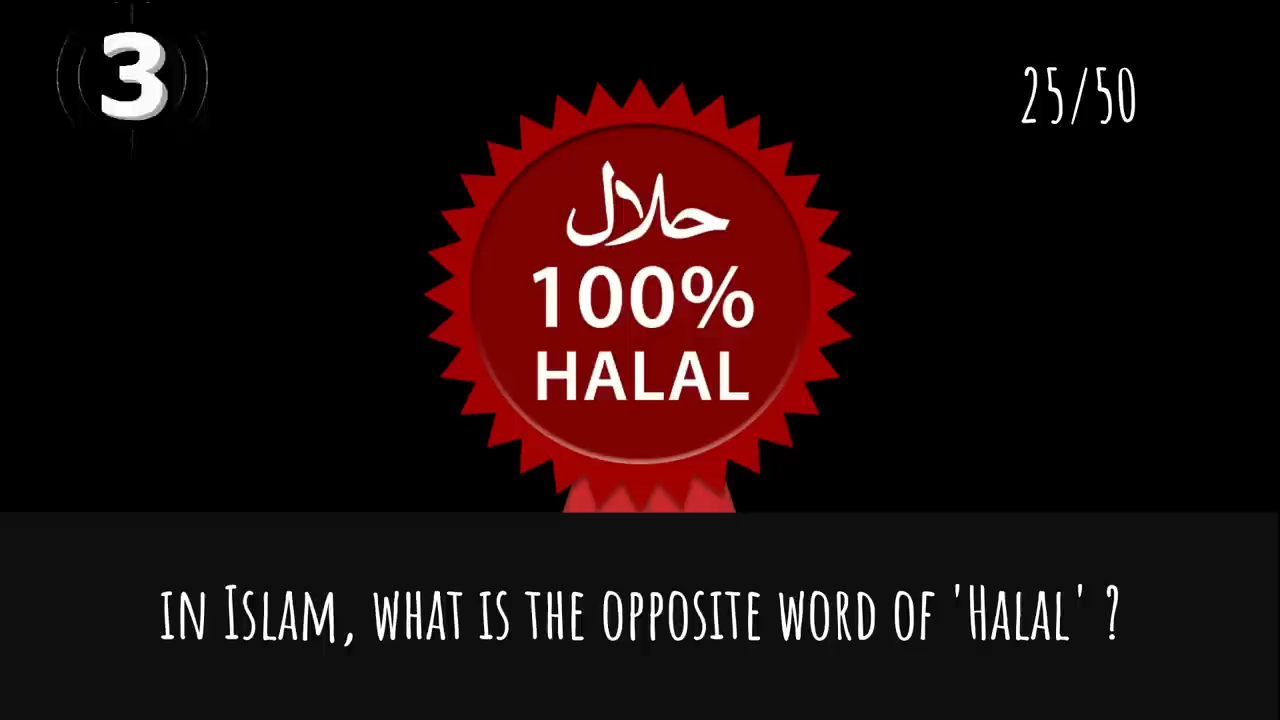 3
25/50
حلال
100%
HALAL
IN ISLAM, WHAT IS THE OPPOSITE WORD OF 'HALAL' ?